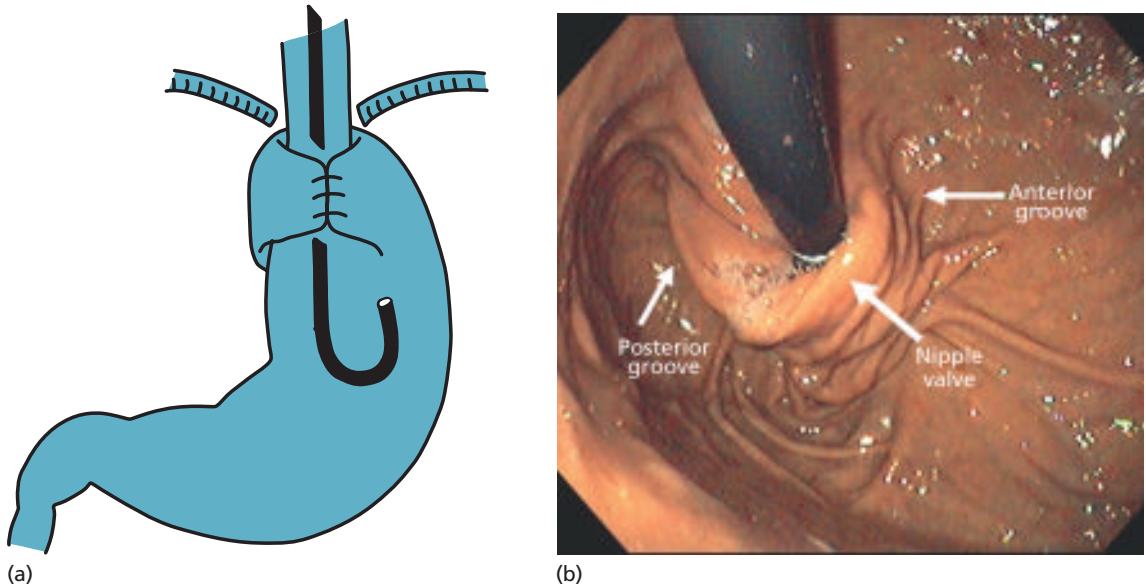 Anterior
groove
Posterior
groove
Nipple
valve
(a)
(b)